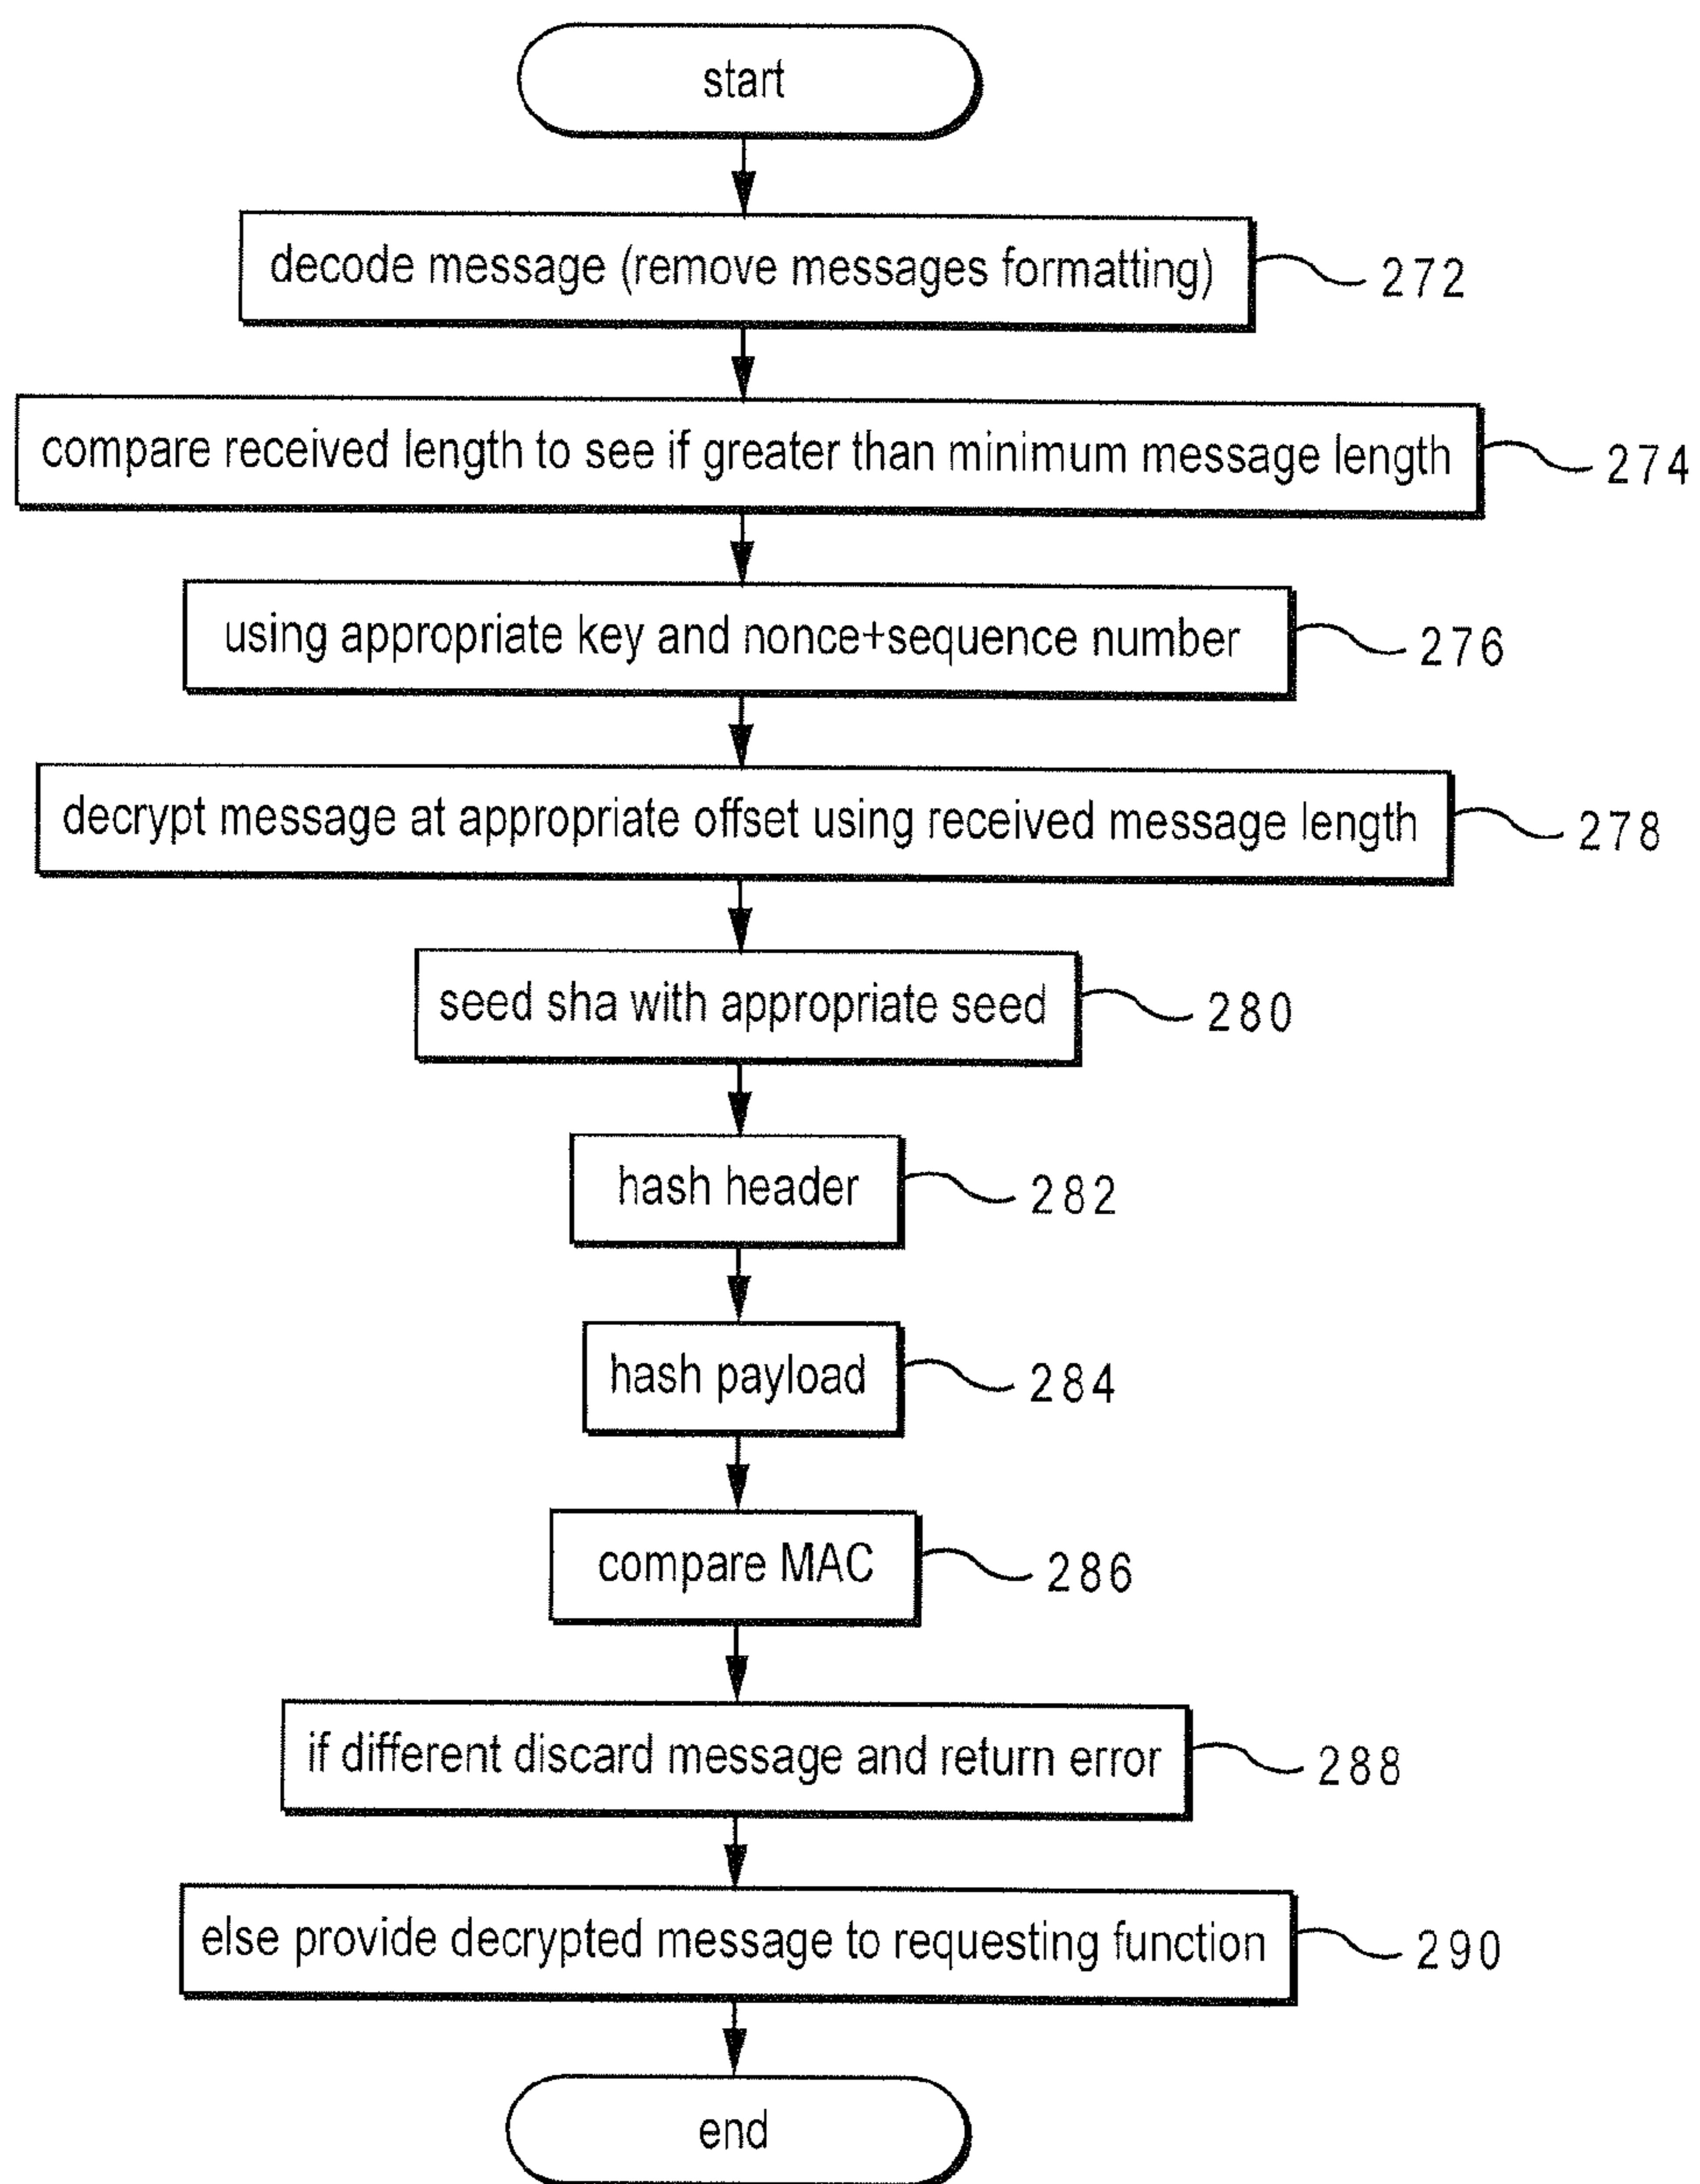 start
decode message (remove messages formatting)
272
compare received length to see if greater than minimum message length
274
using appropriate key and nonce+sequence number
276
decrypt message at appropriate offset using received message length
278
seed sha with appropriate seed
280
hash header
282
hash payload
284
compare MAC
286
if different discard message and return error
288
else provide decrypted message to requesting function
290
end